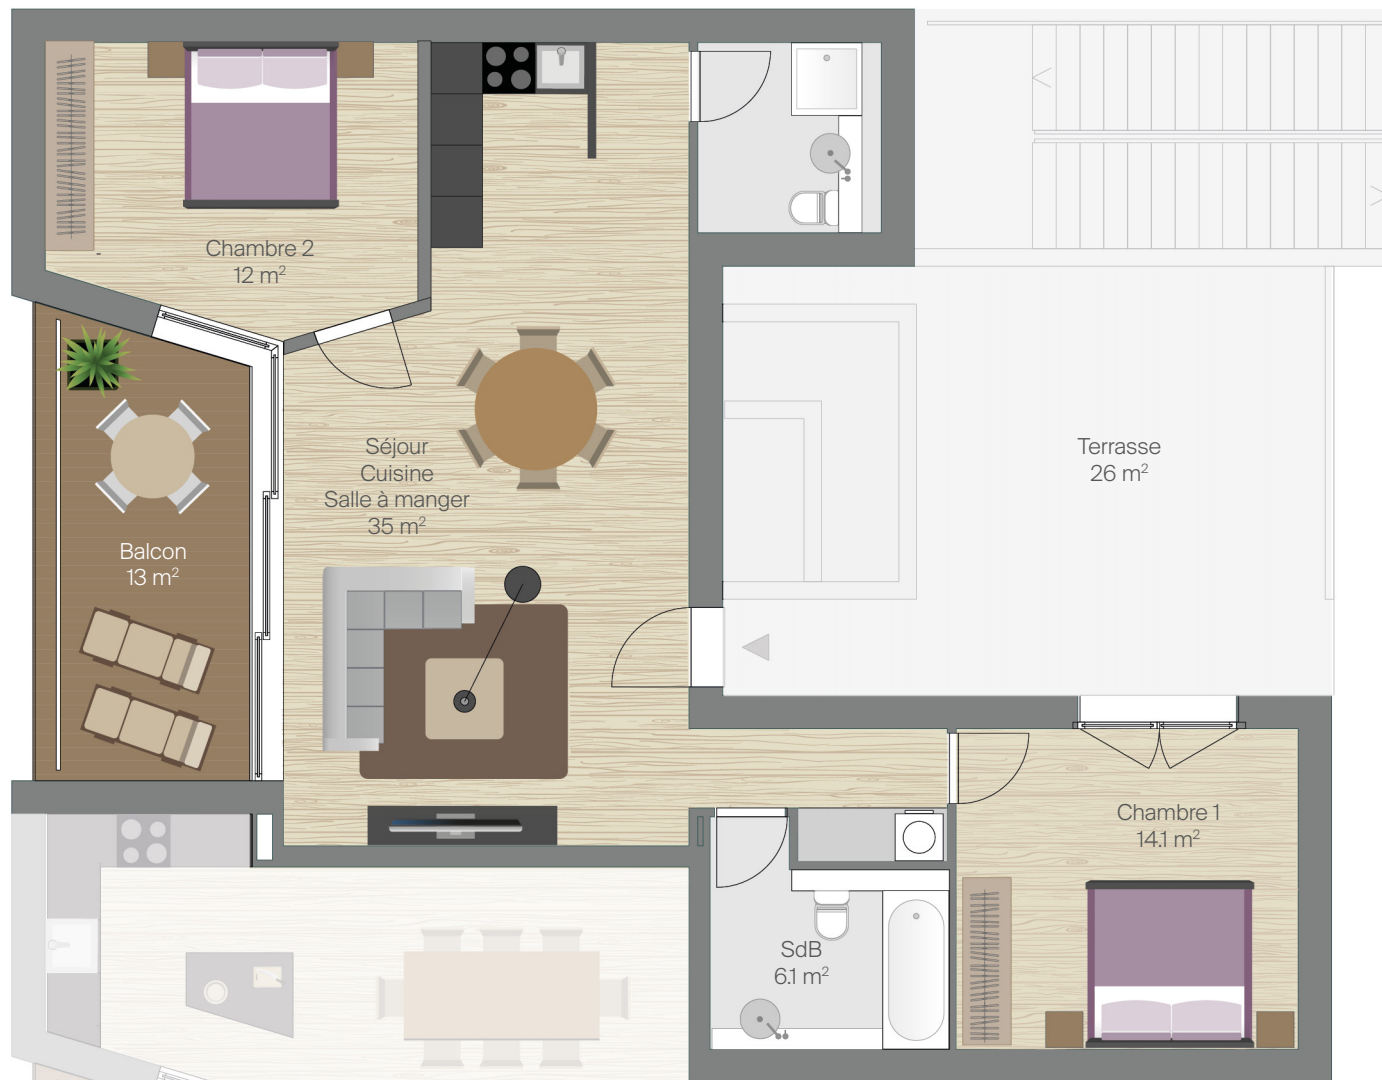 Chambre 2
12 m²
Séjour
Cuisine
Salle à manger
35 m²
Terrasse
26 m²
Balcon
13 m²
Chambre 1
14.1 m²
SdB
6.1 m²